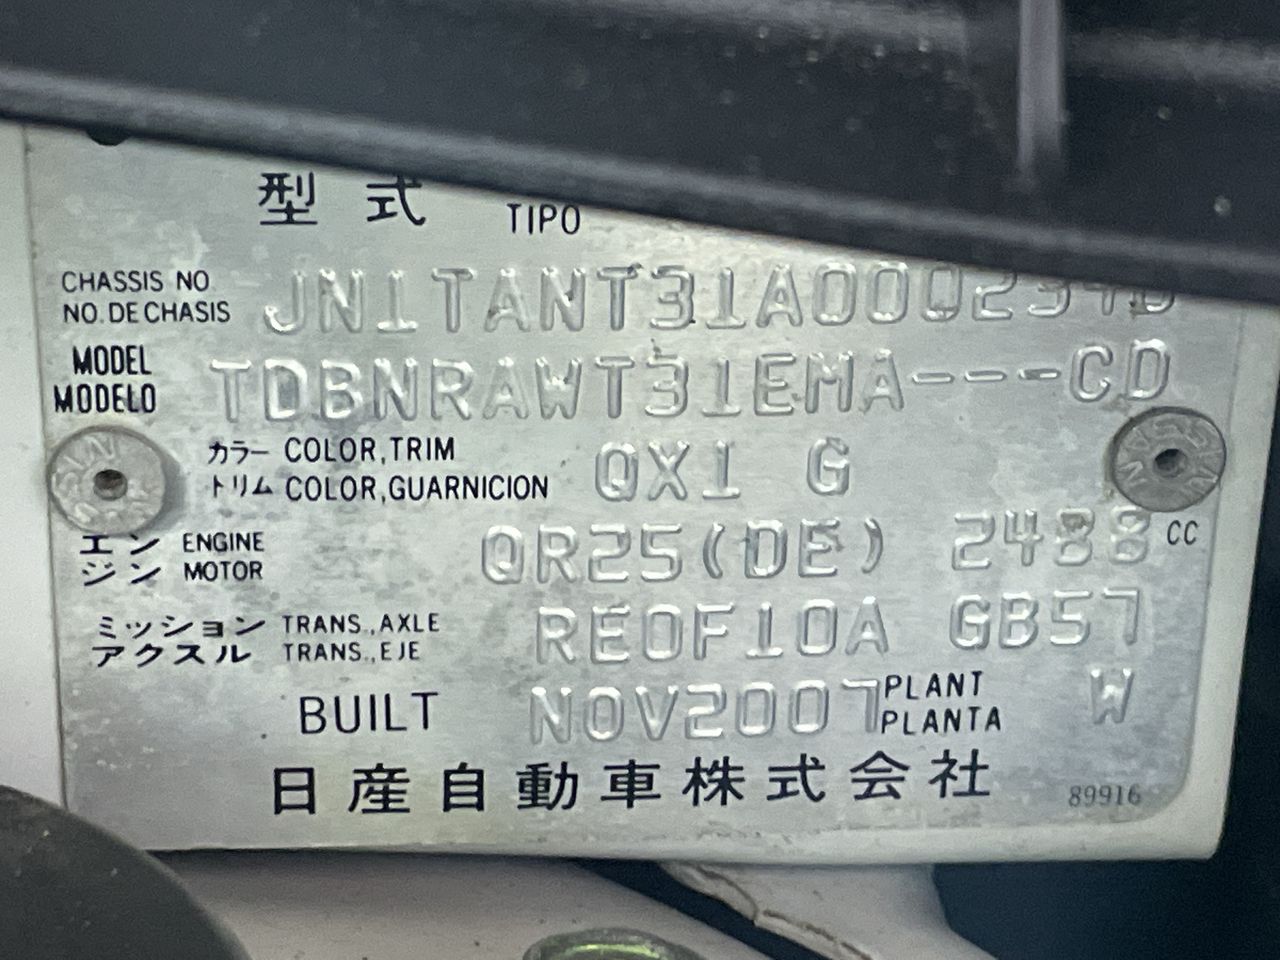 型式 TIPO
CHASSIS NO.
NO. DE CHASIS JN1TANT31A0002
MODEL
MODELO TDBNRAWT31EMA---CD
カラー COLOR,TRIM
トリム COLOR,GUARNICION QX1 G
エンジン ENGINE
MOTOR QR25(DE) 2488 CC
ミッション TRANS.,AXLE
アクスル TRANS.,EJE RE0F10A GB57
BUILT NOV2007 PLANT
PLANTA W
日産自動車株式会社 89916
NISSAN